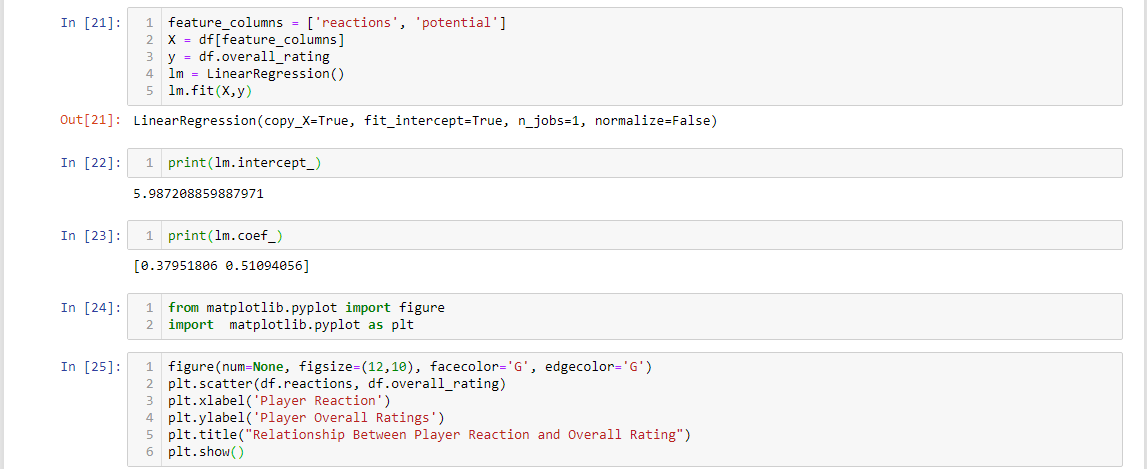 In [21]:
1 feature_columns = ['reactions', 'potential']
2 X = df[feature_columns]
3 y = df.overall_rating
4 lm = LinearRegression()
5 lm.fit(X,y)
Out[21]: LinearRegression(copy_X=True, fit_intercept=True, n_jobs=1, normalize=False)
In [22]:
1 print(lm.intercept_)
5.987208859887971
In [23]:
1 print(lm.coef_)
[0.37951806 0.51094056]
In [24]:
1 from matplotlib.pyplot import figure
2 import  matplotlib.pyplot as plt
In [25]:
1 figure(num=None, figsize=(12,10), facecolor='G', edgecolor='G')
2 plt.scatter(df.reactions, df.overall_rating)
3 plt.xlabel('Player Reaction')
4 plt.ylabel('Player Overall Ratings')
5 plt.title("Relationship Between Player Reaction and Overall Rating")
6 plt.show()